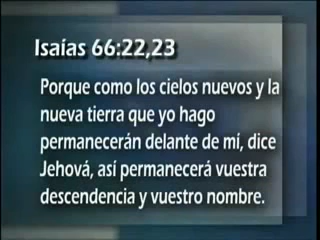 Isaías 66:22,23
Porque como los cielos nuevos y la
nueva tierra que yo hago
permanecerán delante de mí, dice
Jehová, así permanecerá vuestra
descendencia y vuestro nombre.